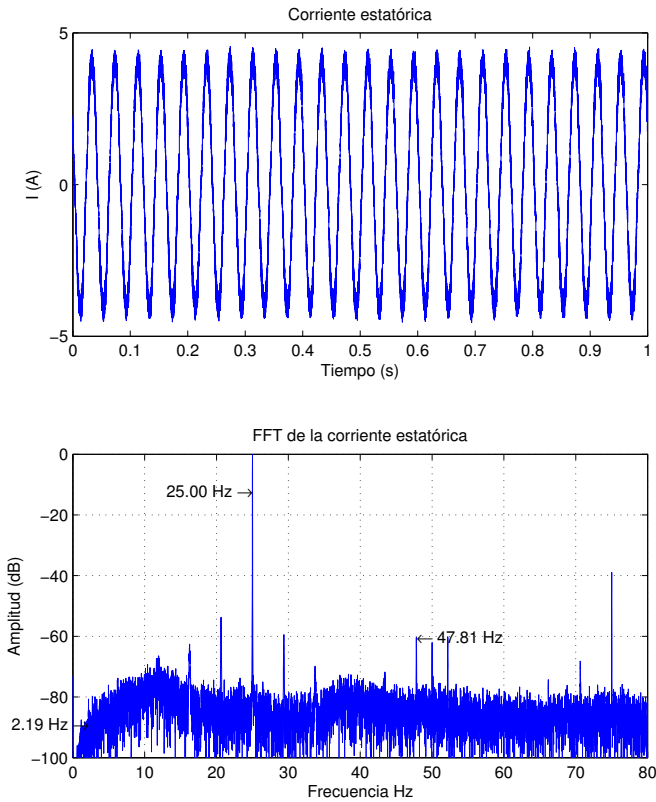 Corriente estatórica
5
0
−5
I (A)
0 0.1 0.2 0.3 0.4 0.5 0.6 0.7 0.8 0.9 1
Tiempo (s)
FFT de la corriente estatórica
0
−20
−40
−60
−80
−100
Amplitud (dB)
25.00 Hz
47.81 Hz
2.19 Hz
0 10 20 30 40 50 60 70 80
Frecuencia Hz